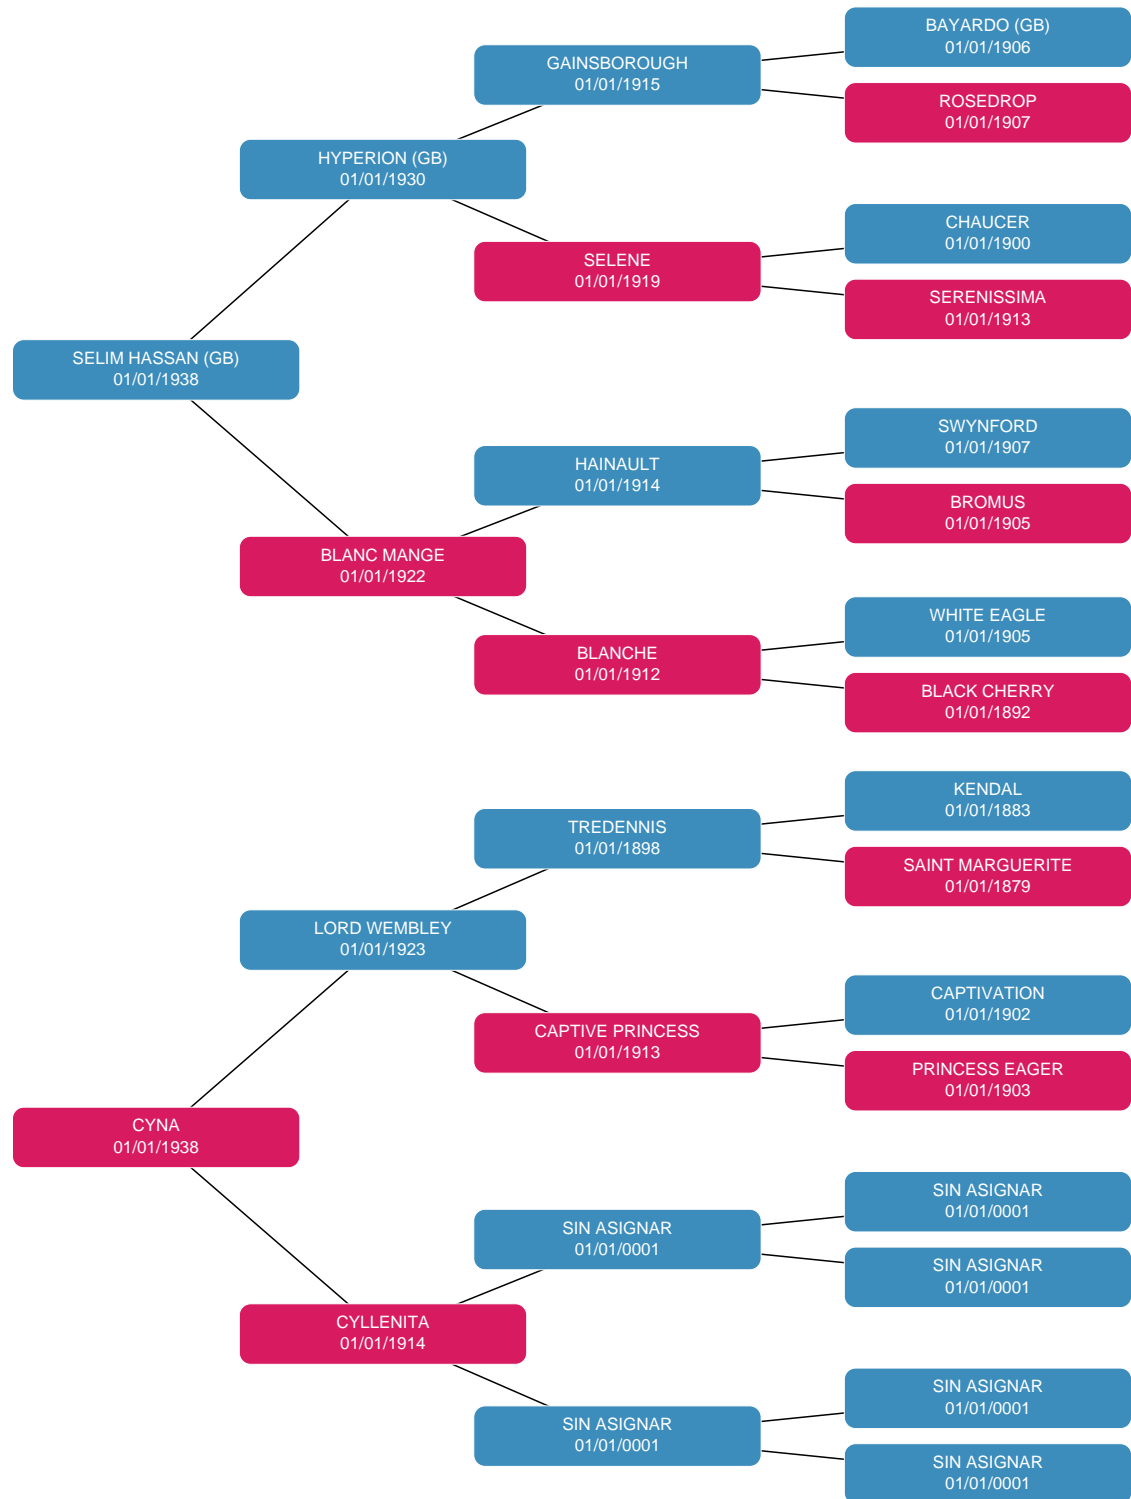 BAYARDO (GB)
01/01/1906
GAINSBOROUGH
01/01/1915
ROSEDROP
01/01/1907
HYPERION (GB)
01/01/1930
CHAUCER
01/01/1900
SELENE
01/01/1919
SERENISSIMA
01/01/1913
SELIM HASSAN (GB)
01/01/1938
SWYNFORD
01/01/1907
HAINAULT
01/01/1914
BROMUS
01/01/1905
BLANC MANGE
01/01/1922
WHITE EAGLE
01/01/1905
BLANCHE
01/01/1912
BLACK CHERRY
01/01/1892
KENDAL
01/01/1883
TREDENNIS
01/01/1898
SAINT MARGUERITE
01/01/1879
LORD WEMBLEY
01/01/1923
CAPTIVATION
01/01/1902
CAPTIVE PRINCESS
01/01/1913
PRINCESS EAGER
01/01/1903
CYNA
01/01/1938
SIN ASIGNAR
01/01/0001
SIN ASIGNAR
01/01/0001
SIN ASIGNAR
01/01/0001
CYLLENITA
01/01/1914
SIN ASIGNAR
01/01/0001
SIN ASIGNAR
01/01/0001
SIN ASIGNAR
01/01/0001